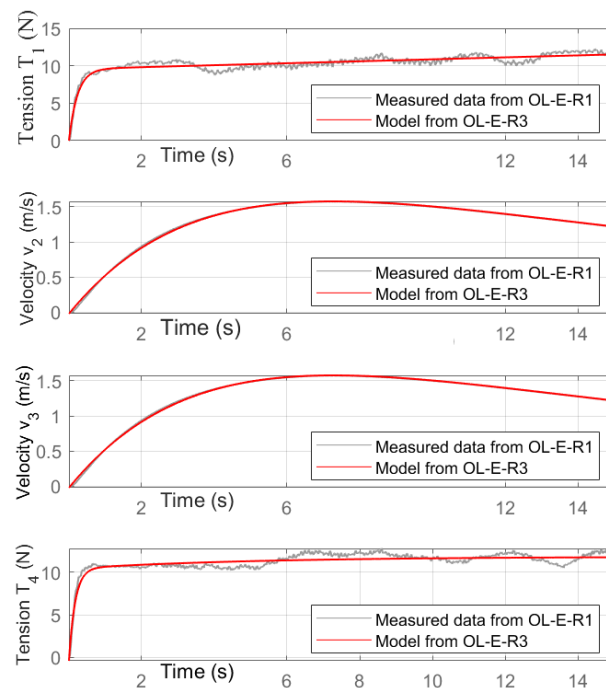 Tension T1 (N)
15
10
5
0
Measured data from OL-E-R1
Model from OL-E-R3
2 6 12 14
Time (s)
Velocity v2 (m/s)
1.5
1
0.5
0
Measured data from OL-E-R1
Model from OL-E-R3
2 6 12 14
Time (s)
Velocity v3 (m/s)
1.5
1
0.5
0
Measured data from OL-E-R1
Model from OL-E-R3
2 6 12 14
Time (s)
Tension T4 (N)
10
5
0
Measured data from OL-E-R1
Model from OL-E-R3
2 6 8 10 12 14
Time (s)